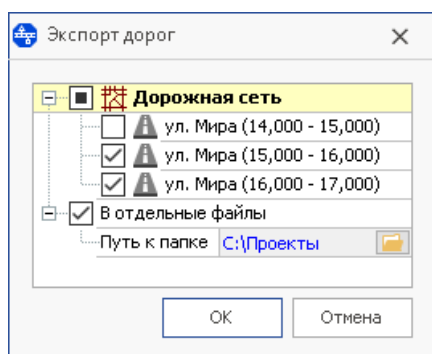 Экспорт дорог
Дорожная сеть
ул. Мира (14,000 - 15,000)
ул. Мира (15,000 - 16,000)
ул. Мира (16,000 - 17,000)
В отдельные файлы
Путь к папке C:\Проекты
ОК Отмена